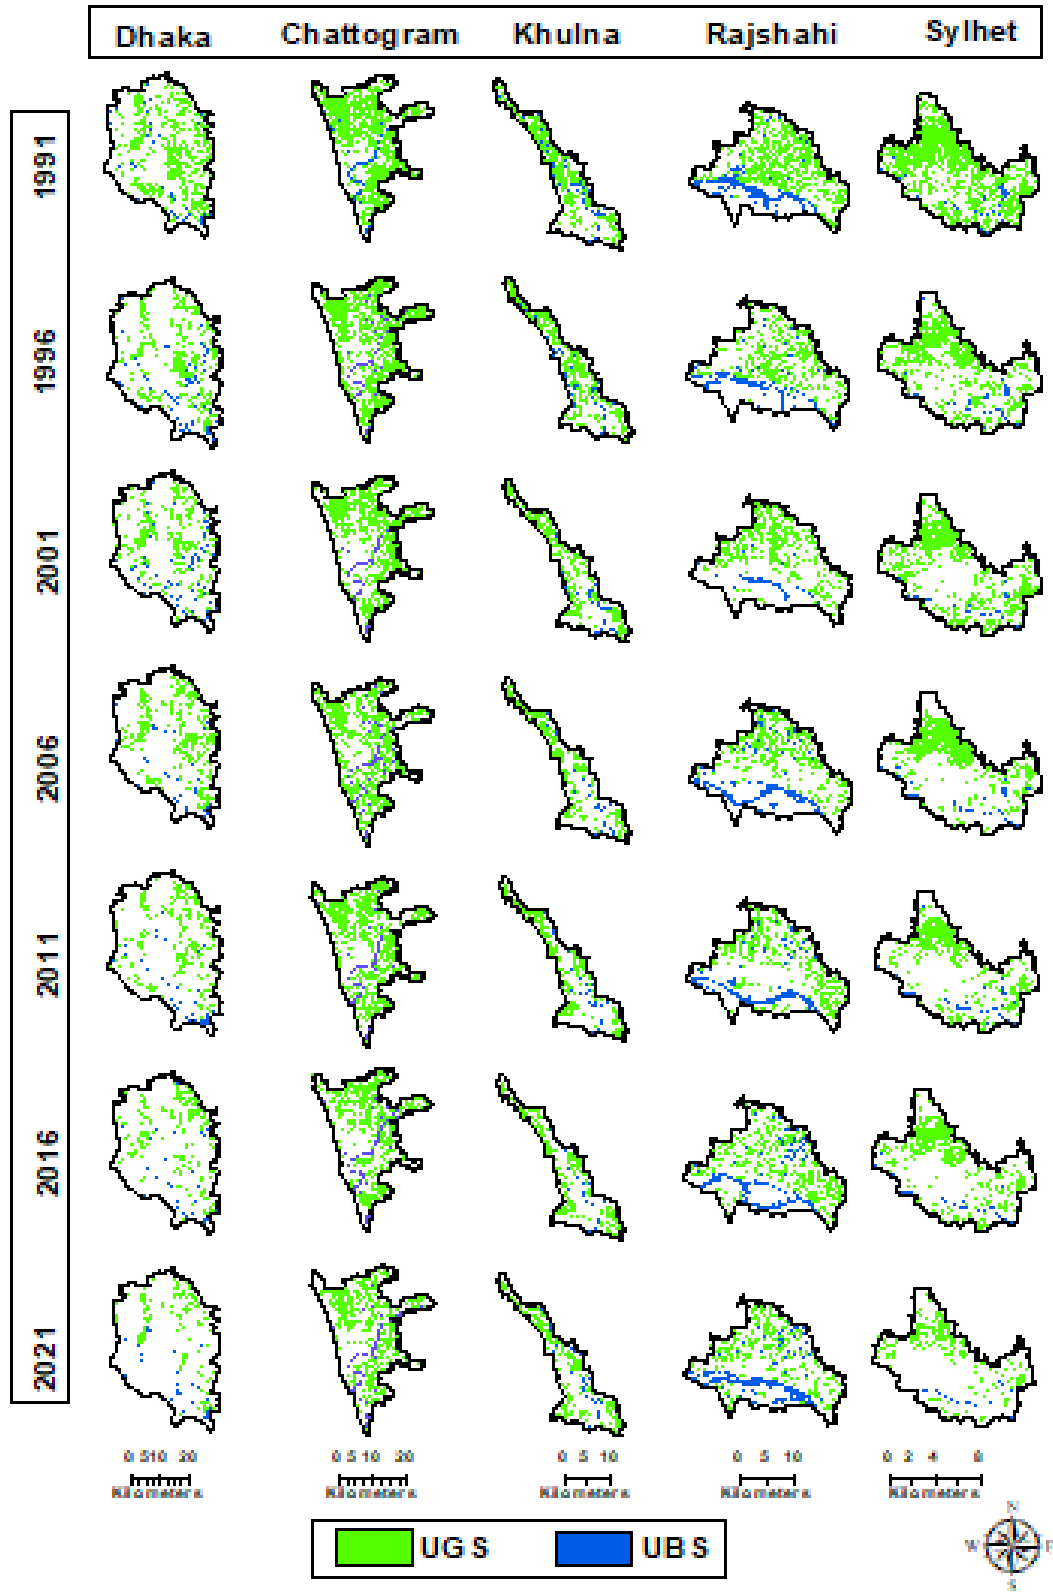 Dhaka Chattogram Khulna Rajshahi Sylhet
1991
1996
2001
2006
2011
2016
2021
0 5 10 20 0 5 10 20 0 5 10 0 5 10 0 2 4 8
Kilometers Kilometers Kilometers Kilometers Kilometers
N
W E
S
UGS UBS